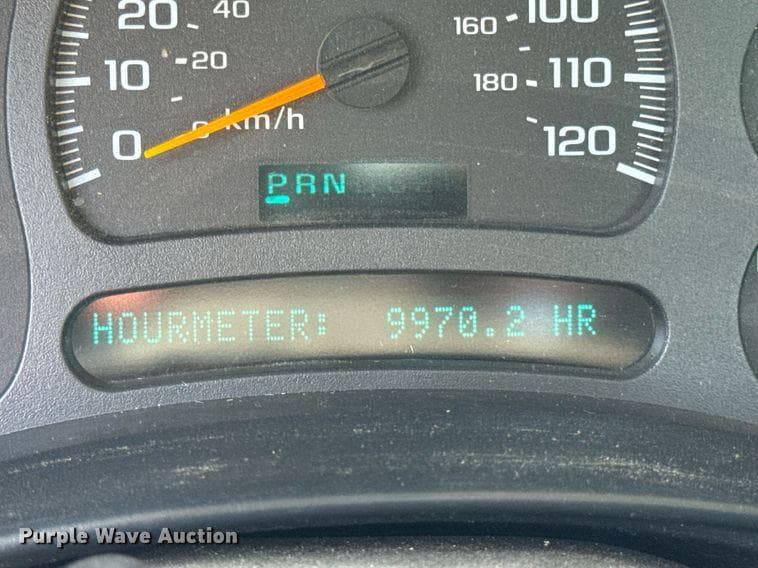 20 40 160 100
10 20 180 110
0 0 km/h 120
PRN
HOURMETER: 9970.2 HR
Purple Wave Auction